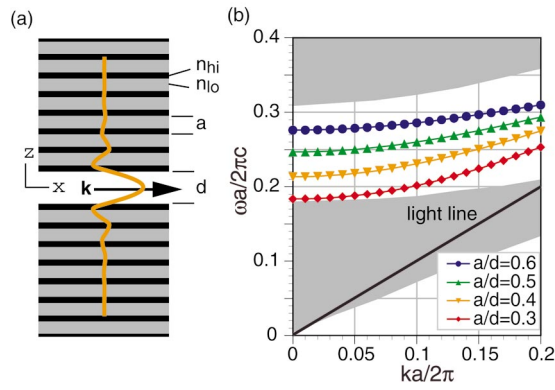 (a)
n_hi
n_lo
a
z
x
k
d
(b)
ωa/2πc
0.4
0.3
0.2
0.1
0
light line
a/d=0.6
a/d=0.5
a/d=0.4
a/d=0.3
0
0.05
0.1
0.15
0.2
ka/2π